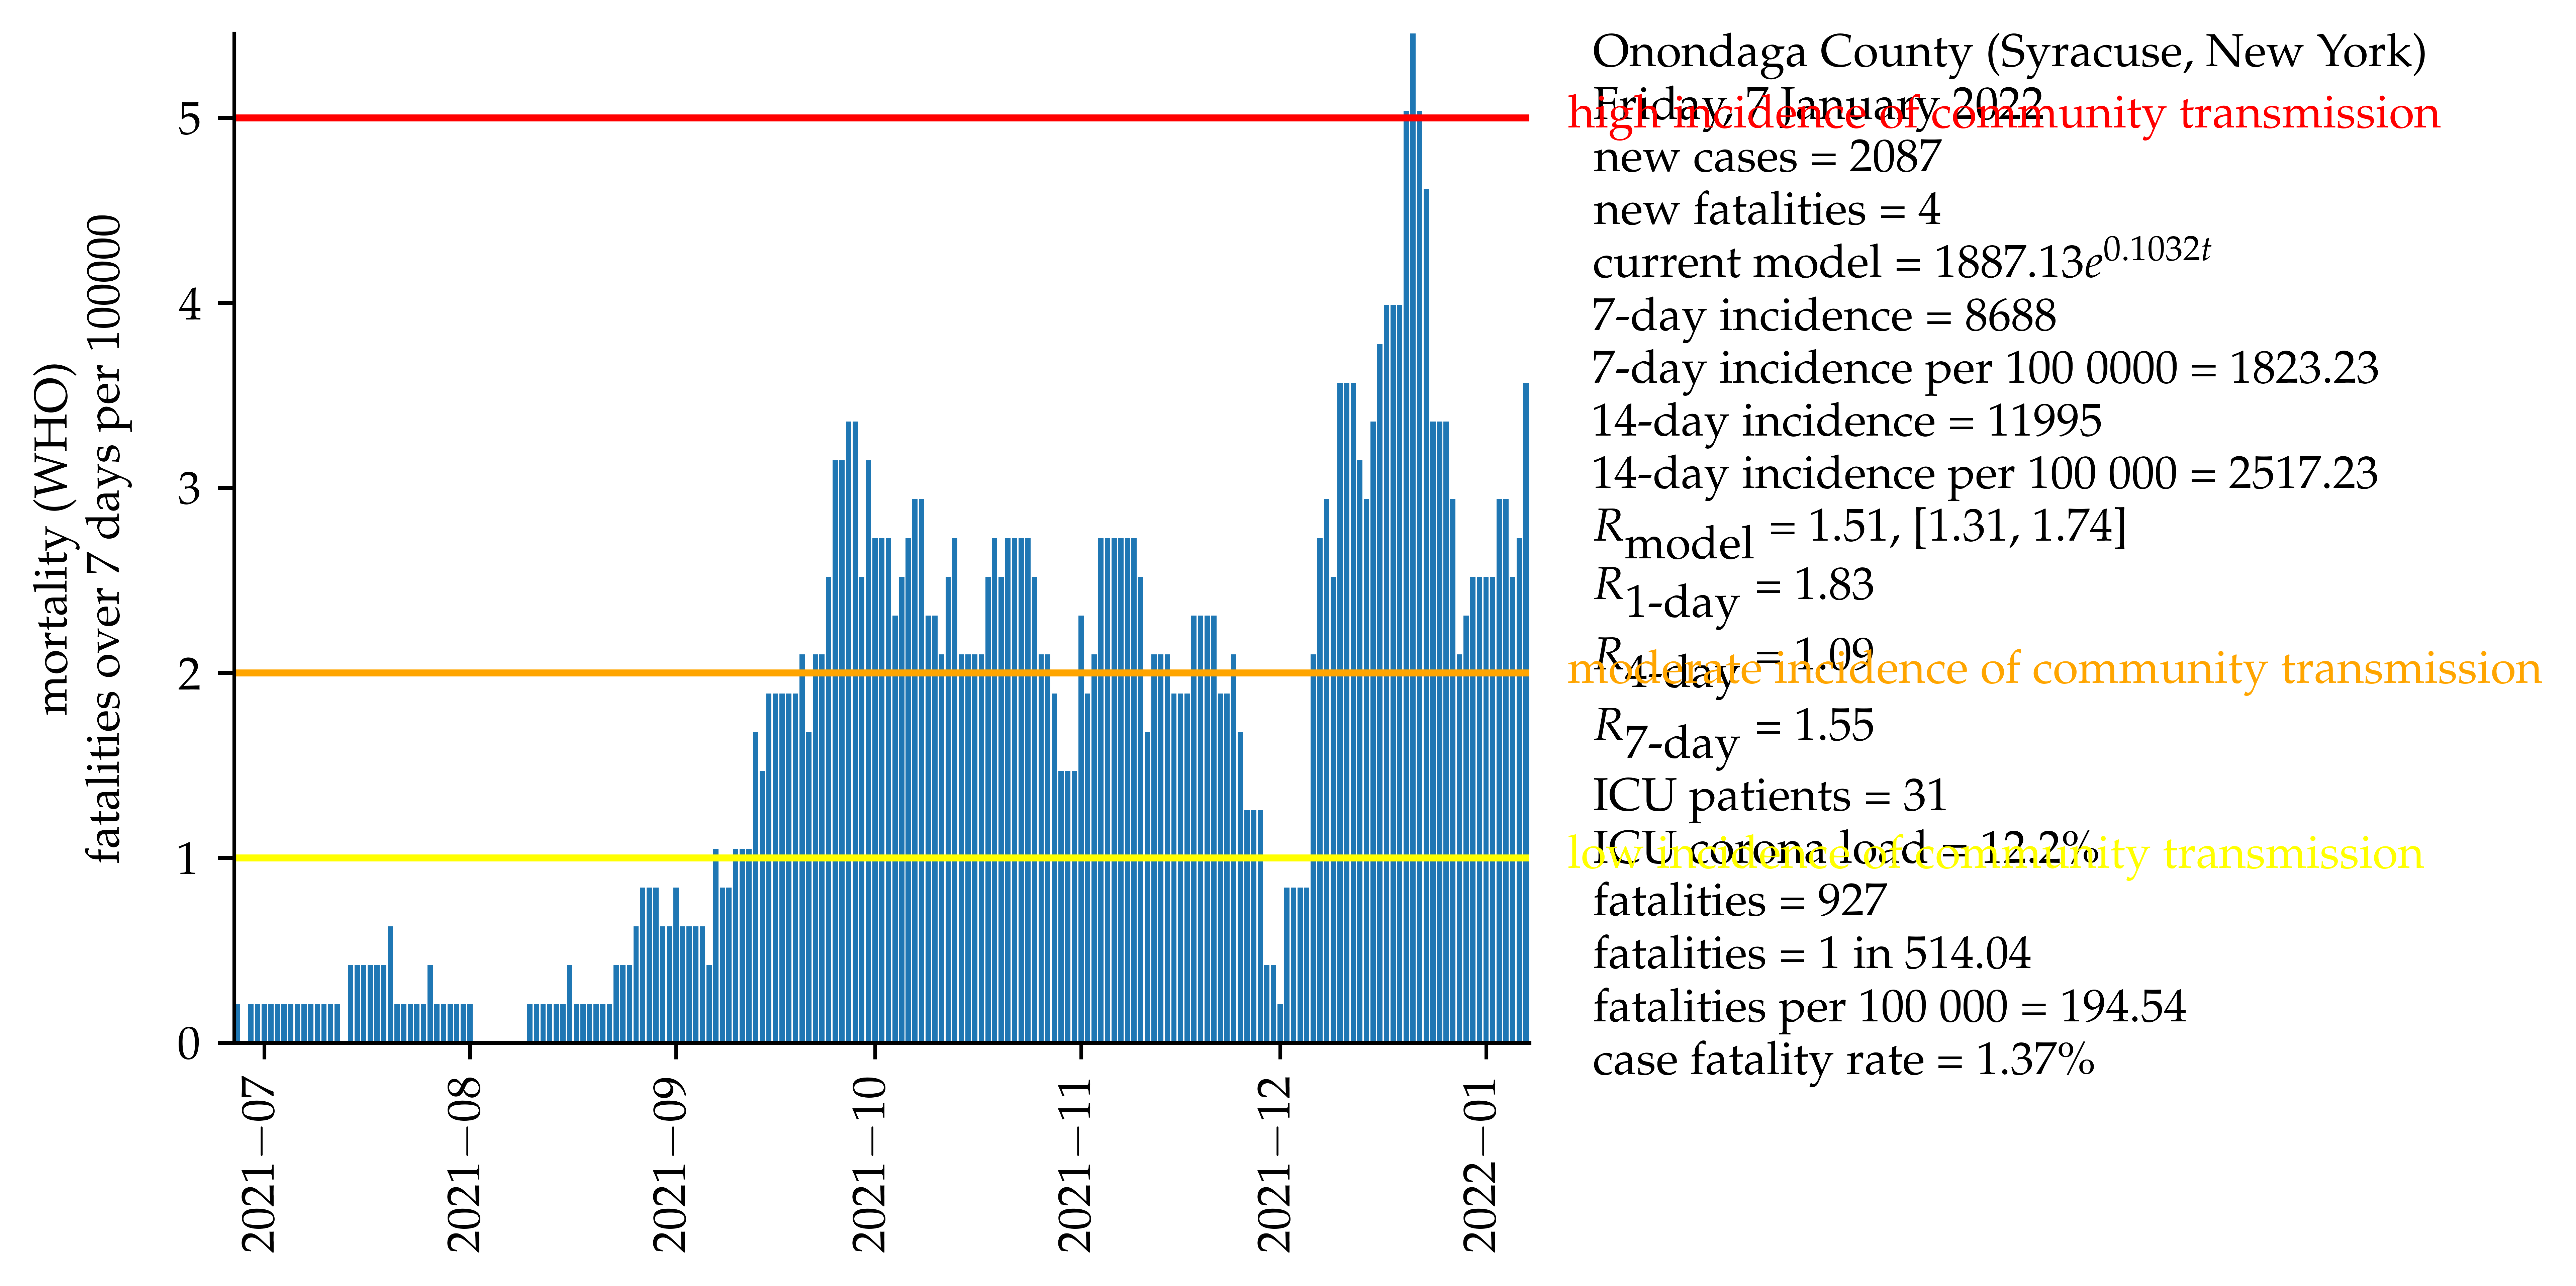 mortality (WHO)
fatalities over 7 days per 100000
5
4
3
2
1
0
2021–07
2021–08
2021–09
2021–10
2021–11
2021–12
2022–01
Onondaga County (Syracuse, New York)
Friday, 7 January 2022
high incidence of community transmission
new cases = 2087
new fatalities = 4
current model = 1887.13e^0.1032t
7-day incidence = 8688
7-day incidence per 100 0000 = 1823.23
14-day incidence = 11995
14-day incidence per 100 000 = 2517.23
R_model = 1.51, [1.31, 1.74]
R_1-day = 1.83
R_4-day = 1.09
moderate incidence of community transmission
R_7-day = 1.55
ICU patients = 31
ICU corona load = 12.2%
low incidence of community transmission
fatalities = 927
fatalities = 1 in 514.04
fatalities per 100 000 = 194.54
case fatality rate = 1.37%